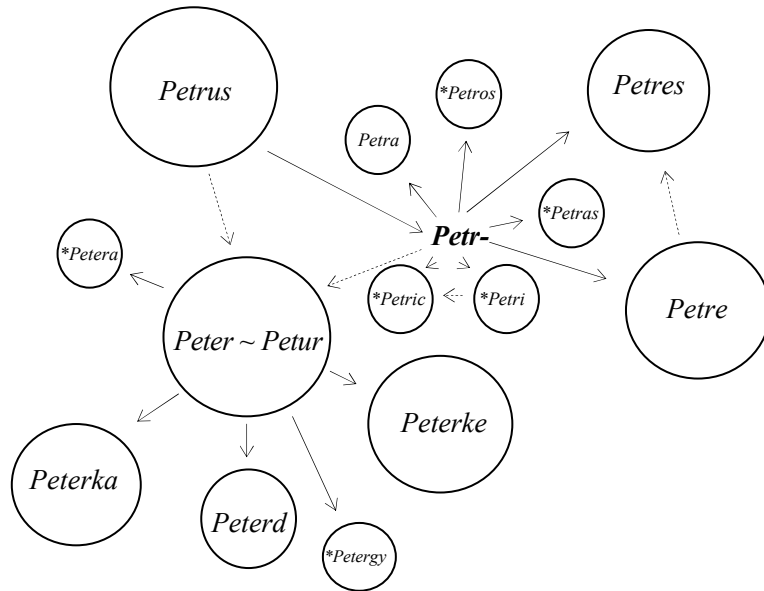 Petrus
*Petros
Petres
Petra
*Petras
Petr-
*Petera
*Petric
*Petri
Petre
Peter ~ Petur
Peterke
Peterka
Peterd
*Petergy